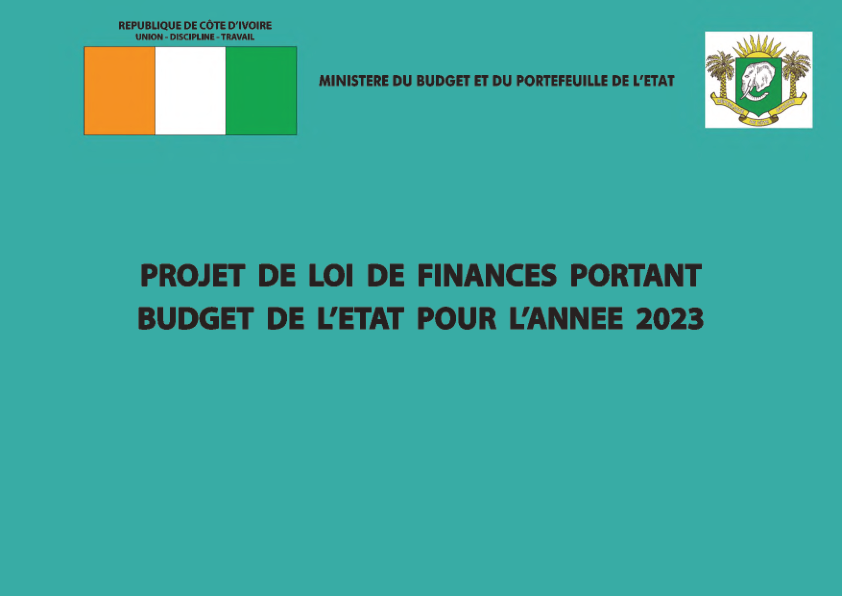 REPUBLIQUE DE CÔTE D'IVOIRE
UNION - DISCIPLINE - TRAVAIL
MINISTERE DU BUDGET ET DU PORTEFEUILLE DE L'ETAT
PROJET DE LOI DE FINANCES PORTANT
BUDGET DE L'ETAT POUR L'ANNEE 2023